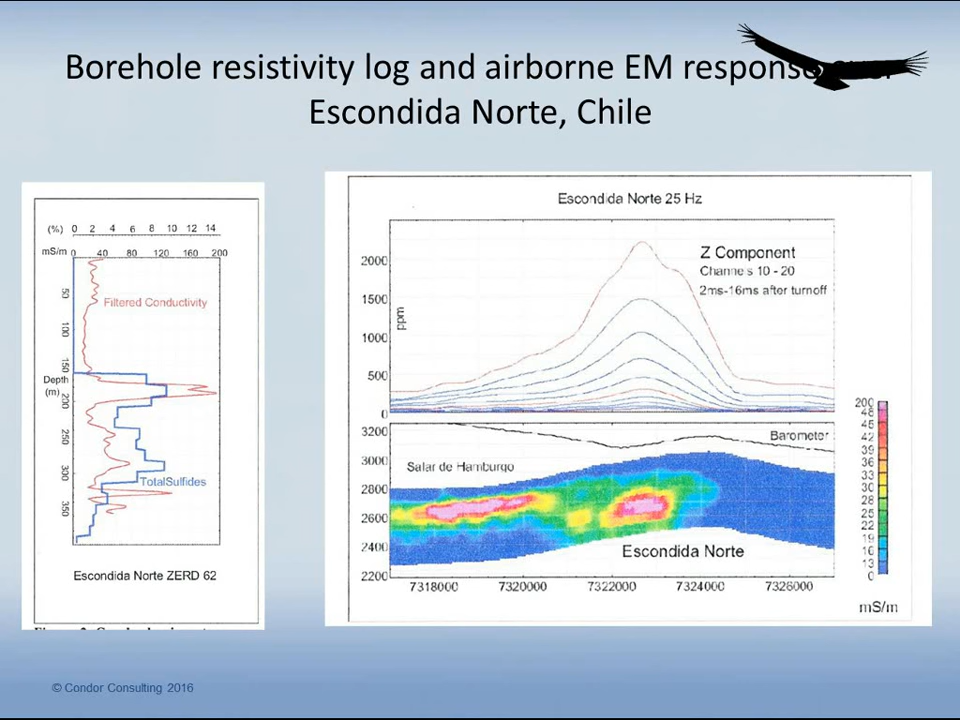 Borehole resistivity log and airborne EM response over
Escondida Norte, Chile
(%) 0 2 4 6 8 10 12 14
mS/m 0 40 80 120 160 200
50
Filtered Conductivity
100
150
Depth
(m)
200
250
300
TotalSulfides
350
Escondida Norte ZERD 62
Escondida Norte 25 Hz
Z Component
Channels 10 - 20
2ms-16ms after turnoff
2000
1500
ppm
1000
500
0
3200
Barometer
3000
Salar de Hamburgo
2800
2600
2400
Escondida Norte
2200
7318000 7320000 7322000 7324000 7326000
200
48
45
42
39
36
33
30
28
25
22
19
16
13
0
mS/m
© Condor Consulting 2016